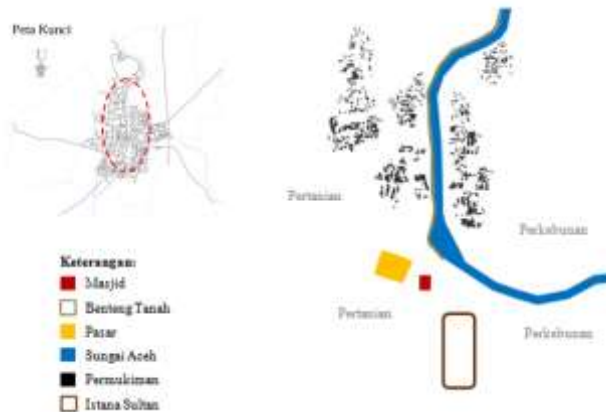 Peta Kunci
U
Pertanian
Perkebunan
Keterangan:
Masjid
Benteng Tanah
Pasar
Sungai Aceh
Permukiman
Istana Sultan
Pertanian
Perkebunan